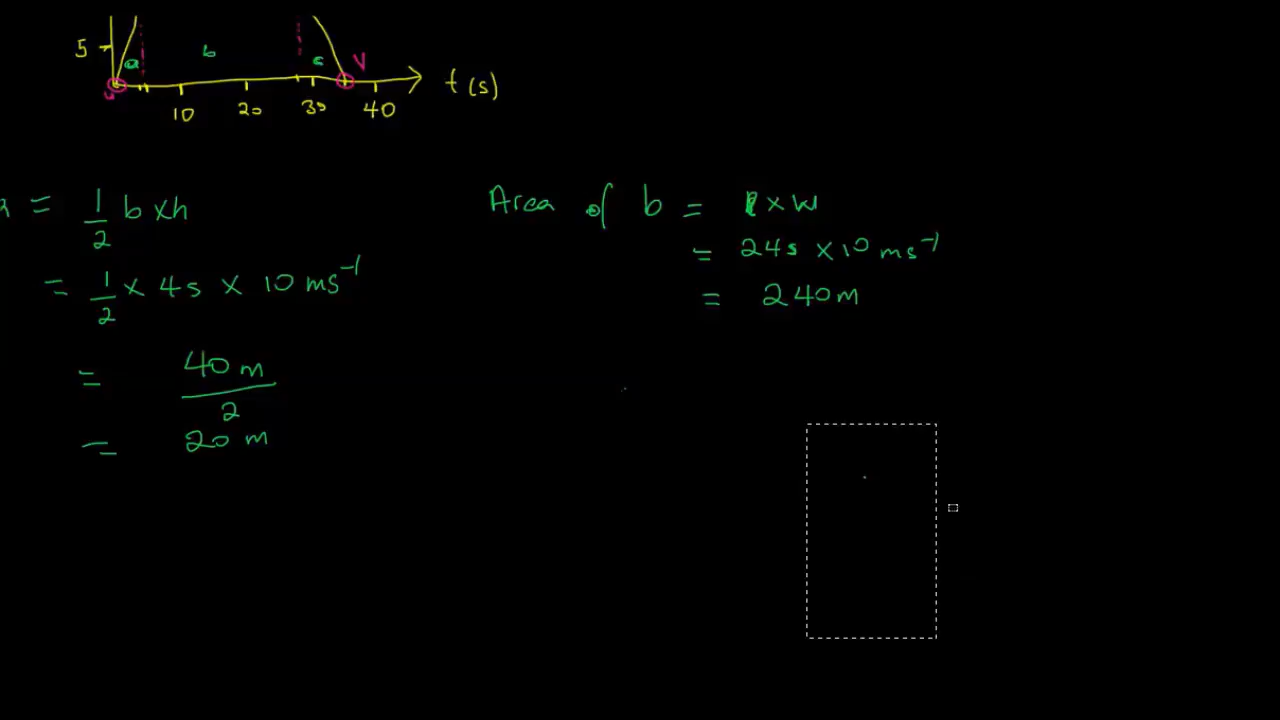 5
a b c V
u
10 20 30 40 t (s)
= 1/2 b x h
= 1/2 x 4s x 10 ms⁻¹
= 40 m / 2
= 20 m
Area of b = l x w
= 24s x 10 ms⁻¹
= 240m